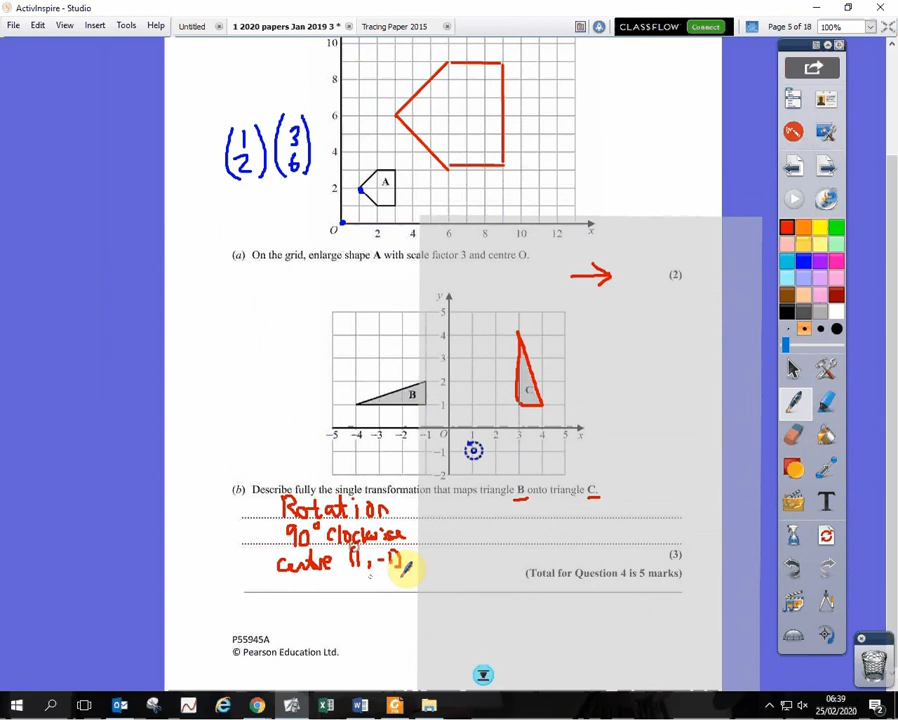 ActivInspire - Studio
File Edit View Insert Tools Help
Untitled
1 2020 papers Jan 2019 3 *
Tracing Paper 2015
CLASSFLOW Connect
Page 5 of 18
100%
10
8
6
4
2
O
2 4 6 8 10 12 x
A
(1 2) (3 6)
(a) On the grid, enlarge shape A with scale factor 3 and centre O.
(2)
y
5
4
3
2
1
-5 -4 -3 -2 -1 O 1 2 3 4 5 x
-1
-2
B
C
(b) Describe fully the single transformation that maps triangle B onto triangle C.
Rotation
90° clockwise
centre (1, -1)
(3)
(Total for Question 4 is 5 marks)
P55945A
© Pearson Education Ltd.
T
06:39
25/02/2020
2